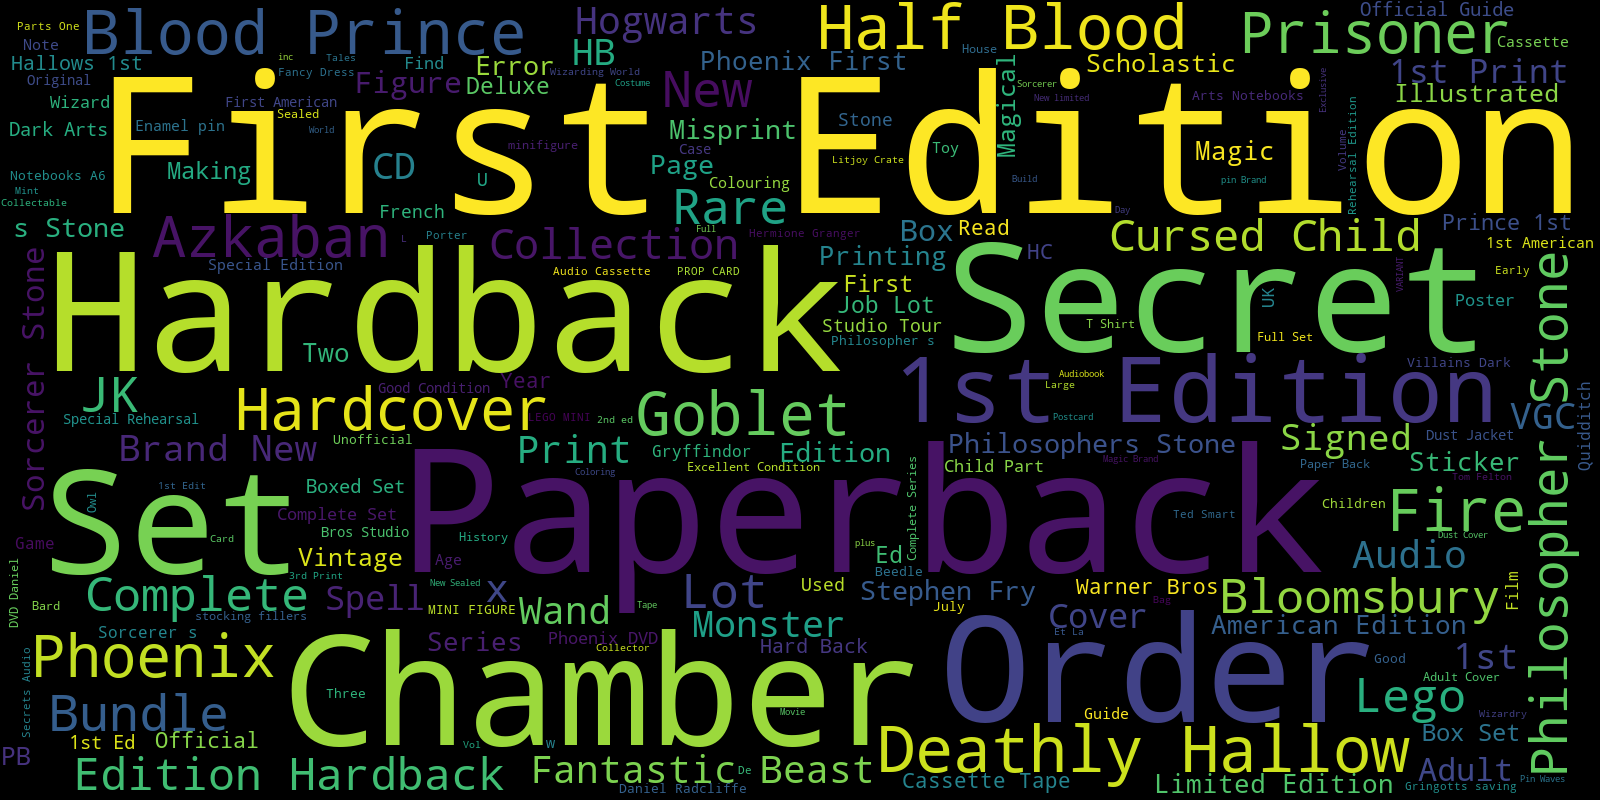 Parts One
Blood Prince
Hogwarts
Half Blood
Prisoner
Official Guide
Note
inc
Tales
HB
House
Cassette
Hallows 1st
Fancy Dress
Find
Error
Wizarding World
Phoenix First
Scholastic
1st Print
Original
Figure
Deluxe
Costume
New
Magical
Sorcerer
Exclusive
Illustrated
Wizard
First American
Sealed
First Edition
New limited
Arts Notebooks
Rehearsal Edition
Dark Arts
Enamel pin
World
Misprint
Stone
Volume
minifigure
Case
Toy
Magic
Making
CD
Page
Litjoy Crate
Notebooks A6
U
Colouring
Build
pin Brand
Mint
Collectable
French
Rare
Day
s Stone
Azkaban
L
Porter
Full
Hermione Granger
Box
Read
Cursed Child
Prince 1st
Collection
HC
1st American
Special Edition
Audio Cassette
PROP CARD
Printing
VARIANT
Early
Sorcerer Stone
Hardback
First
Secret
UK
Poster
Job Lot
Studio Tour
T Shirt
Two
Philosopher s
Full Set
JK
Good Condition
Year
1st Edition
Audiobook
Large
Villains Dark
Special Rehearsal
Hardcover
LEGO MINI
2nd ed
Goblet
Postcard
VGC
Quidditch
Philosopher Stone
Brand New
Unofficial
Print
Gryffindor
Edition
Philosophers Stone
Signed
Dust Jacket
Coloring
Excellent Condition
Child Part
Magic Brand
Paper Back
Sticker
Tom Felton
Set
1st Edit
Owl
Boxed Set
Paperback
Complete Series
Complete Set
Ted Smart
Children
Fire
Game
Card
Bros Studio
History
plus
Dust Cover
Vintage
Age
Ed
Audio
DVD Daniel
3rd Print
Beedle
Complete
Spell
New Sealed
x
Lot
Used
Stephen Fry
Warner Bros
Bloomsbury
Film
Bard
stocking fillers
MINI FIGURE
Wand
Tape
July
Bag
Cover
Sorcerer s
Series
Phoenix DVD
Monster
Order
Et La
American Edition
Secrets Audio
Phoenix
Chamber
Collector
Hard Back
Good
1st
Three
Adult Cover
Bundle
Movie
Guide
Lego
Wizardry
PB
1st Ed
Official
Vol
W
Deathly Hallow
Box Set
Edition Hardback
Fantastic Beast
De
Cassette Tape
Limited Edition
Adult
Pin Waves
Daniel Radcliffe
Gringotts saving